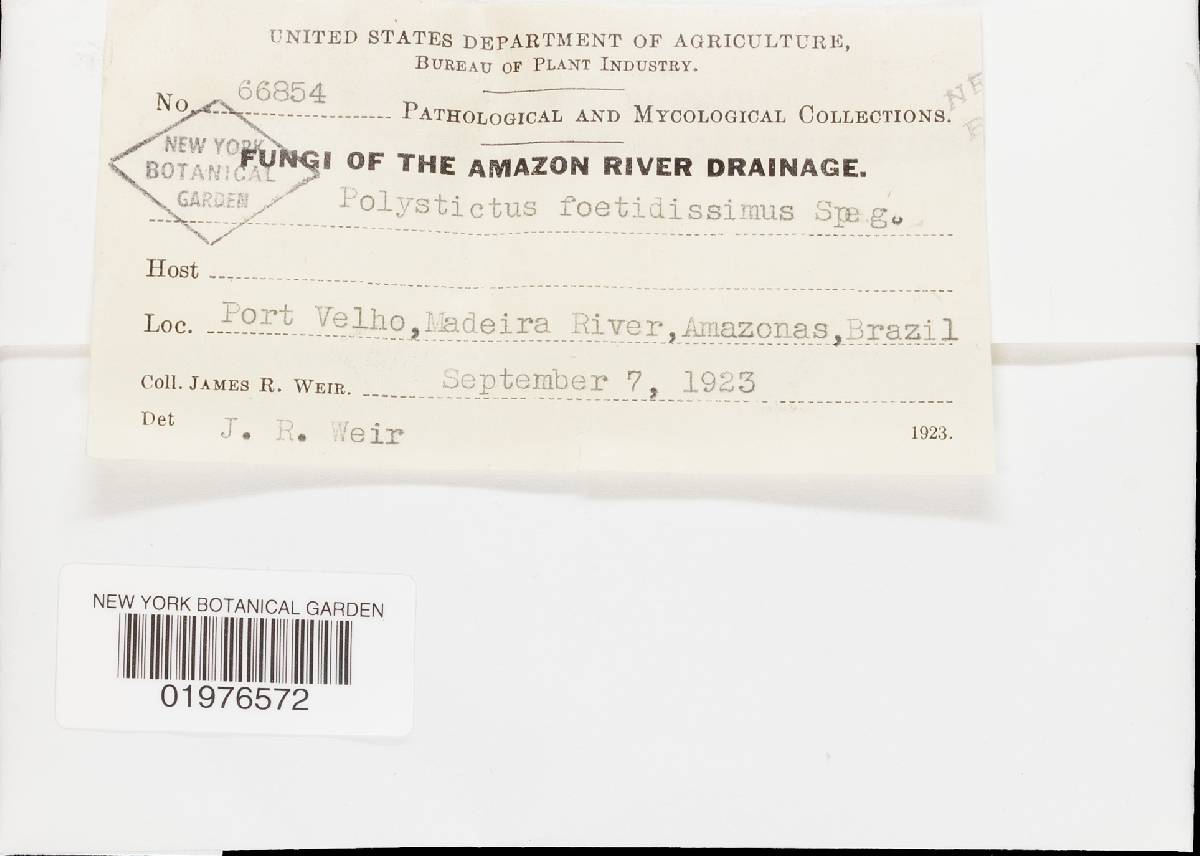 UNITED STATES DEPARTMENT OF AGRICULTURE,
BUREAU OF PLANT INDUSTRY.
No. 66854 PATHOLOGICAL AND MYCOLOGICAL COLLECTIONS.
NEW YORK
BOTANICAL
GARDEN
FUNGI OF THE AMAZON RIVER DRAINAGE.
Polystictus foetidissimus Speg.
Host
Loc. Port Velho, Madeira River, Amazonas, Brazil
Coll. JAMES R. WEIR. September 7, 1923
Det J. R. Weir 1923.
NEW YORK BOTANICAL GARDEN
01976572